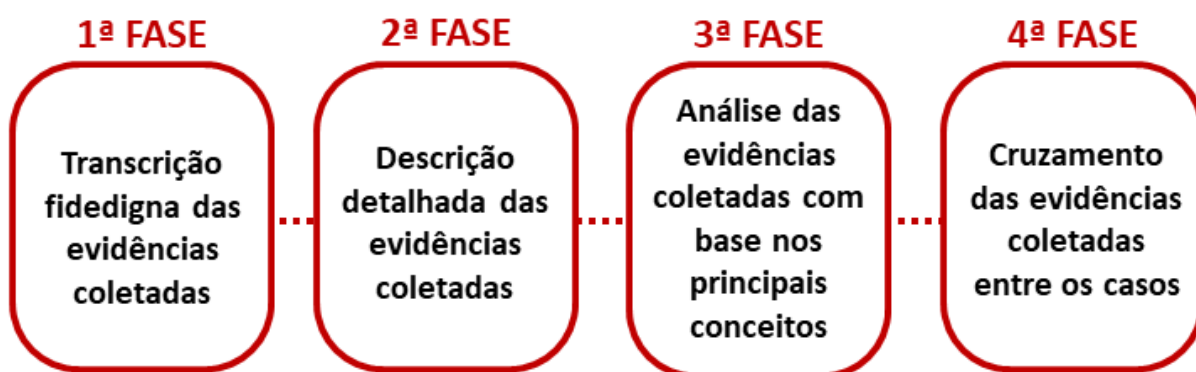 1ª FASE
Transcrição
fidedigna das
evidências
coletadas
2ª FASE
Descrição
detalhada das
evidências
coletadas
3ª FASE
Análise das
evidências
coletadas com
base nos
principais
conceitos
4ª FASE
Cruzamento
das evidências
coletadas
entre os casos